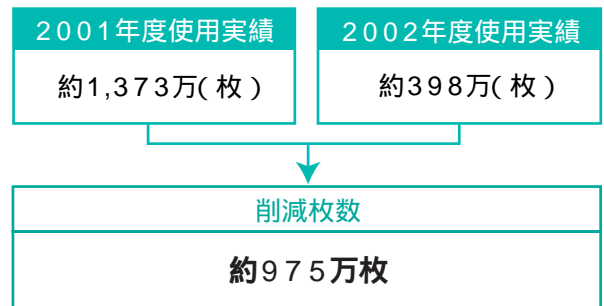 2001年度使用実績
約1,373万(枚)
2002年度使用実績
約398万(枚)
削減枚数
約975万枚